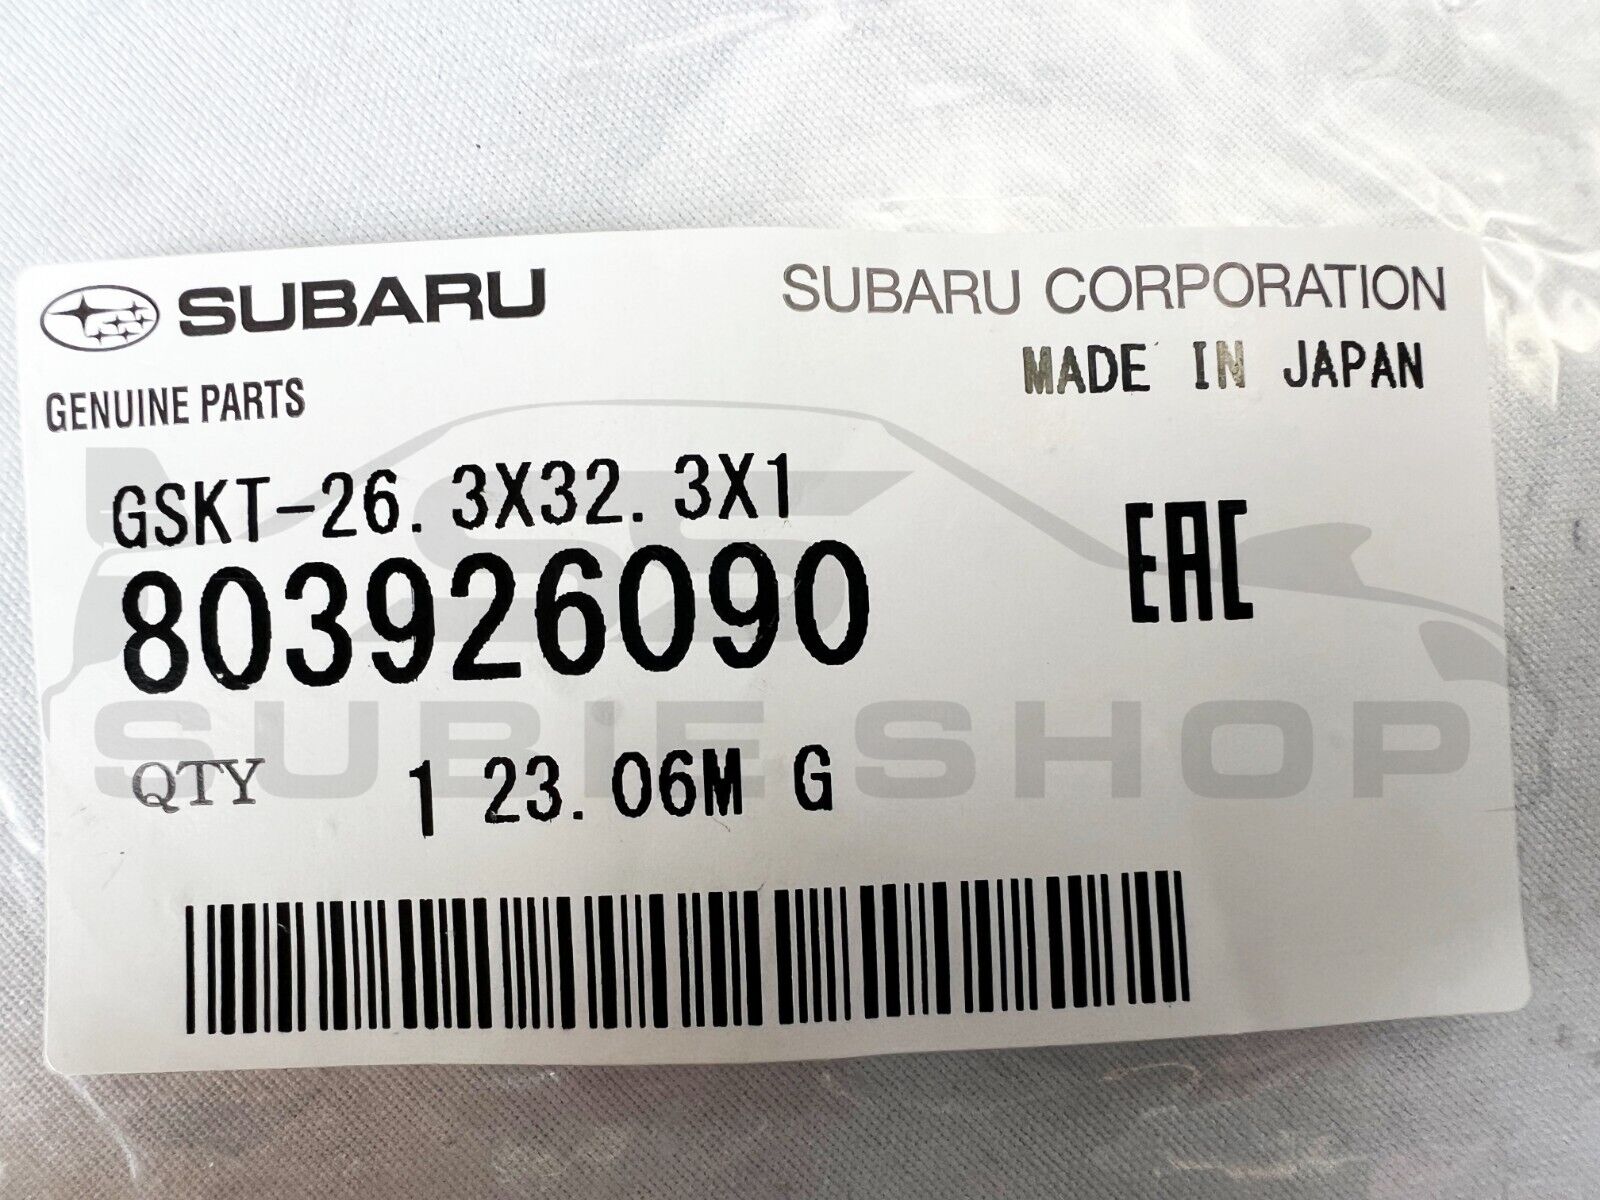 SUBARU
SUBARU CORPORATION
MADE IN JAPAN
GENUINE PARTS
GSKT-26.3X32.3X1
803926090
EAC
QTY 1 23.06M G
SS
SUBIE SHOP